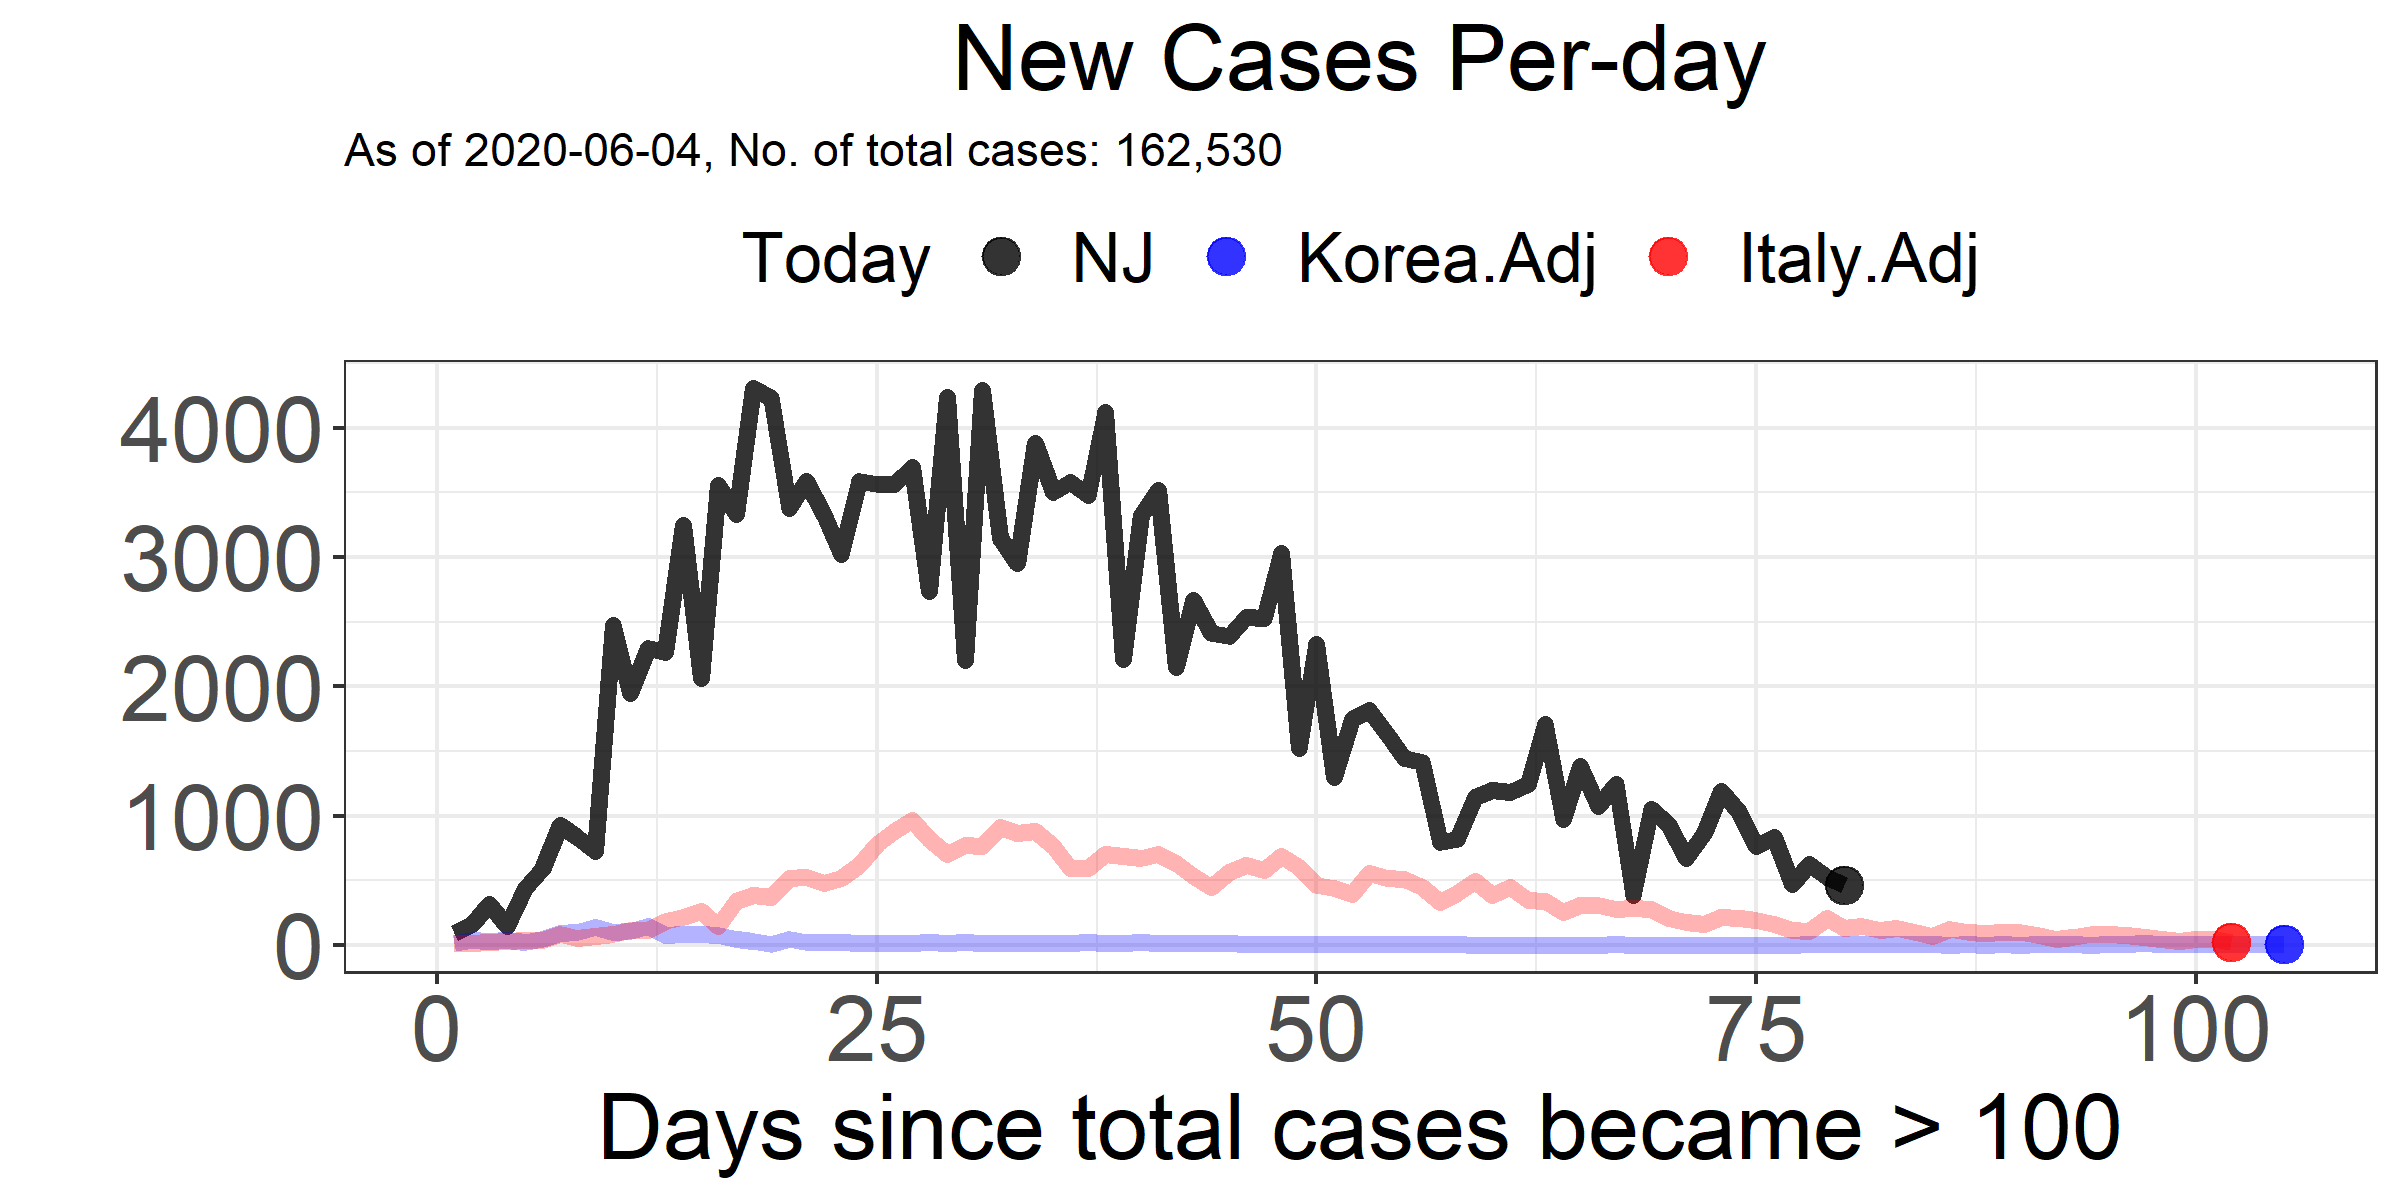 New Cases Per-day
As of 2020-06-04, No. of total cases: 162,530
Today NJ Korea.Adj Italy.Adj
4000
3000
2000
1000
0
0 25 50 75 100
Days since total cases became > 100